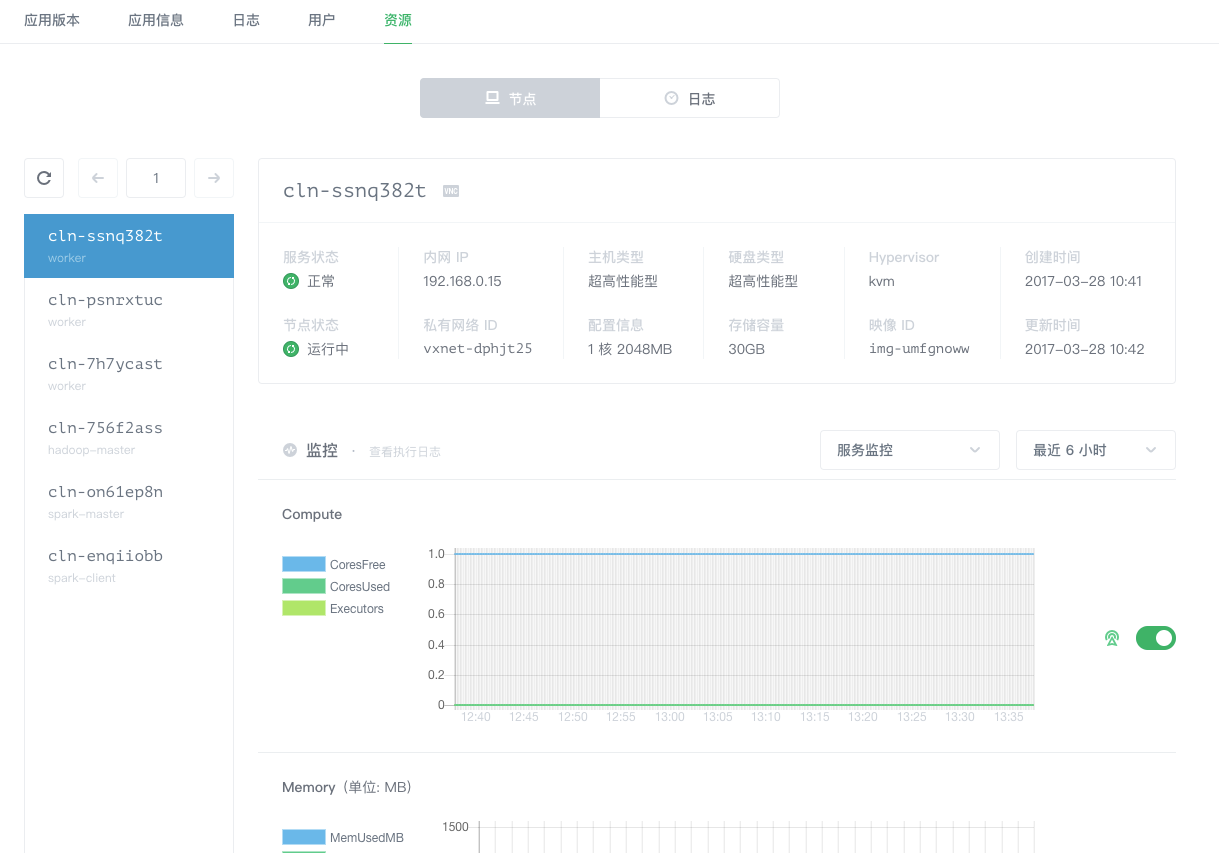 应用版本 应用信息 日志 用户 资源
节点 日志
1
cln-ssnq382t
worker
cln-psnrxtuc
worker
cln-7h7ycast
worker
cln-756f2ass
hadoop-master
cln-on61ep8n
spark-master
cln-enqiiobb
spark-client
cln-ssnq382t VNC
服务状态 内网 IP 主机类型 硬盘类型 Hypervisor 创建时间
正常 192.168.0.15 超高性能型 超高性能型 kvm 2017-03-28 10:41
节点状态 私有网络 ID 配置信息 存储容量 映像 ID 更新时间
运行中 vxnet-dphjt25 1 核 2048MB 30GB img-umfgnoww 2017-03-28 10:42
监控 · 查看执行日志 服务监控 最近 6 小时
Compute
CoresFree
CoresUsed
Executors
1.0
0.8
0.6
0.4
0.2
0
12:40 12:45 12:50 12:55 13:00 13:05 13:10 13:15 13:20 13:25 13:30 13:35
Memory（单位: MB）
MemUsedMB
1500